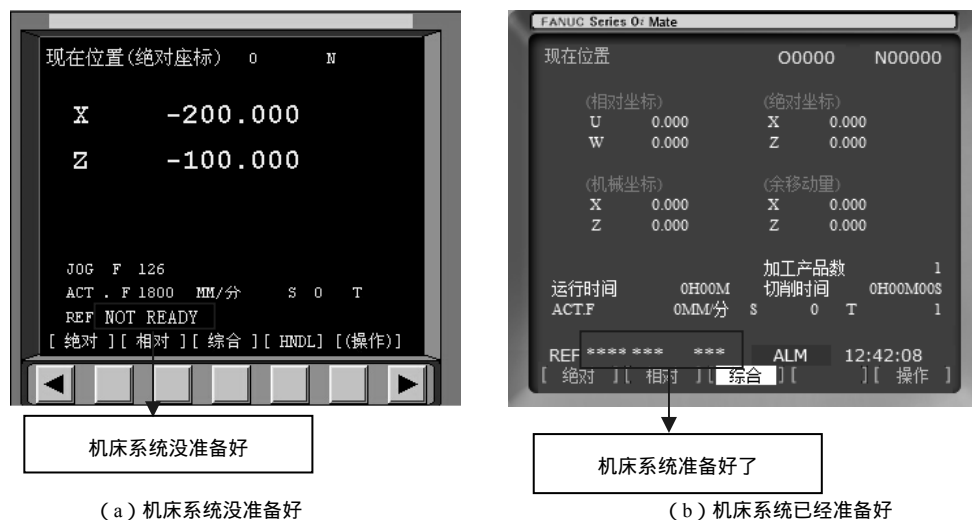 现在位置(绝对座标) O N
X -200.000
Z -100.000
JOG F 126
ACT . F 1800 MM/分 S 0 T
REF NOT READY
[ 绝对 ][ 相对 ][ 综合 ][ HNDL] [(操作)]
机床系统没准备好
(a)机床系统没准备好
FANUC Series 0i Mate
现在位置 O0000 N00000
(相对坐标) (绝对坐标)
U 0.000 X 0.000
W 0.000 Z 0.000
(机械坐标) (余移动量)
X 0.000 X 0.000
Z 0.000 Z 0.000
加工产品数 1
运行时间 0H00M 切削时间 0H00M00S
ACT.F 0MM/分 S 0 T 1
REF **** *** *** ALM 12:42:08
[ 绝对 ][ 相对 ][ 综合 ][ ][ 操作 ]
机床系统准备好了
(b)机床系统已经准备好